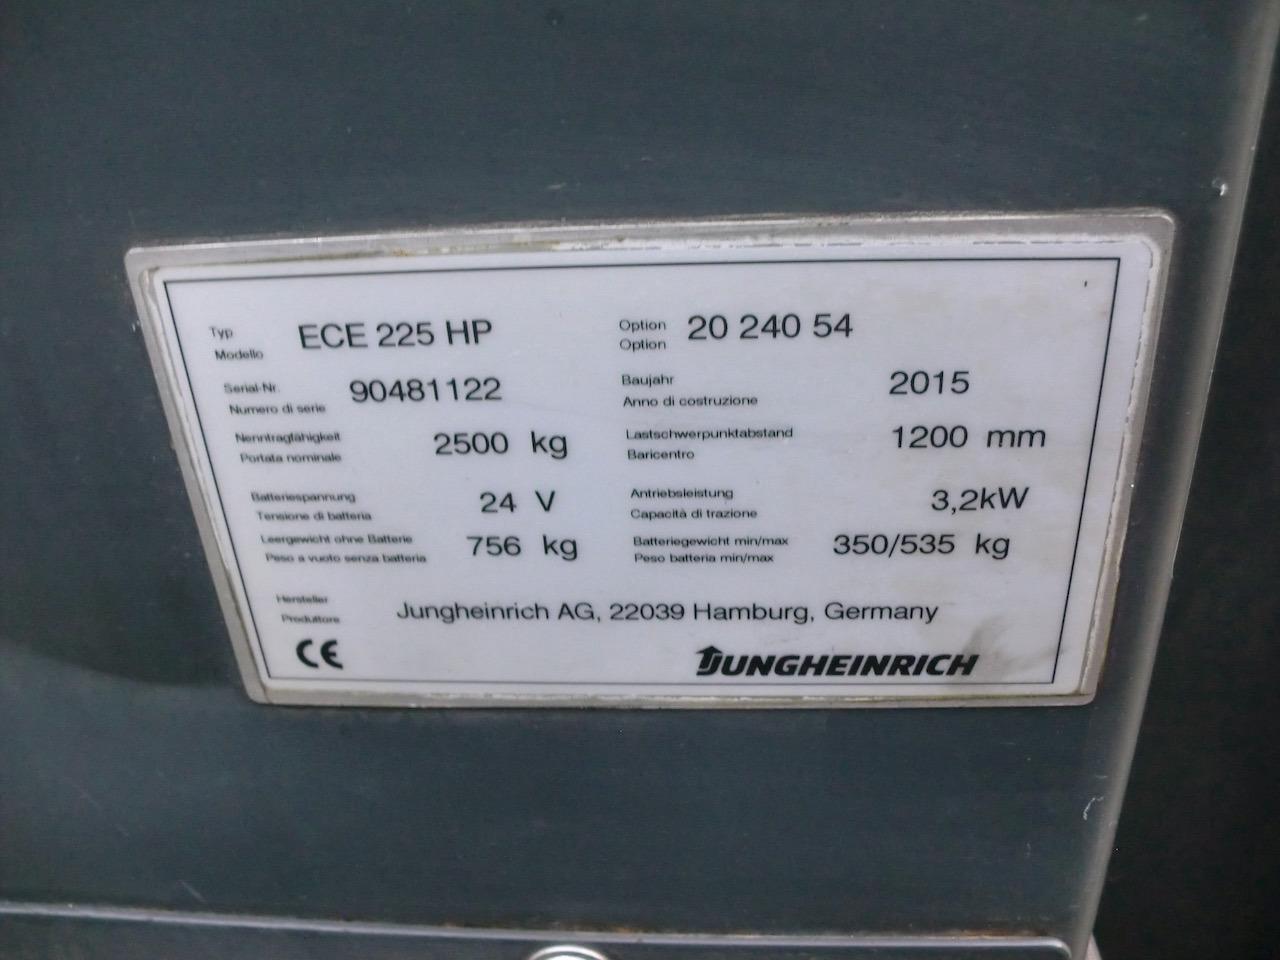 Typ ECE 225 HP Option 20 240 54
Modello Option
Serial-Nr. 90481122 Baujahr 2015
Numero di serie Anno di costruzione
Nenntragfähigkeit 2500 kg Lastschwerpunktabstand 1200 mm
Portata nominale Baricentro
Batteriespannung 24 V Antriebsleistung 3,2kW
Tensione di batteria Capacità di trazione
Leergewicht ohne Batterie 756 kg Batteriegewicht min/max 350/535 kg
Peso a vuoto senza batteria Peso batteria min/max
Hersteller Jungheinrich AG, 22039 Hamburg, Germany
Produttore
CE JUNGHEINRICH